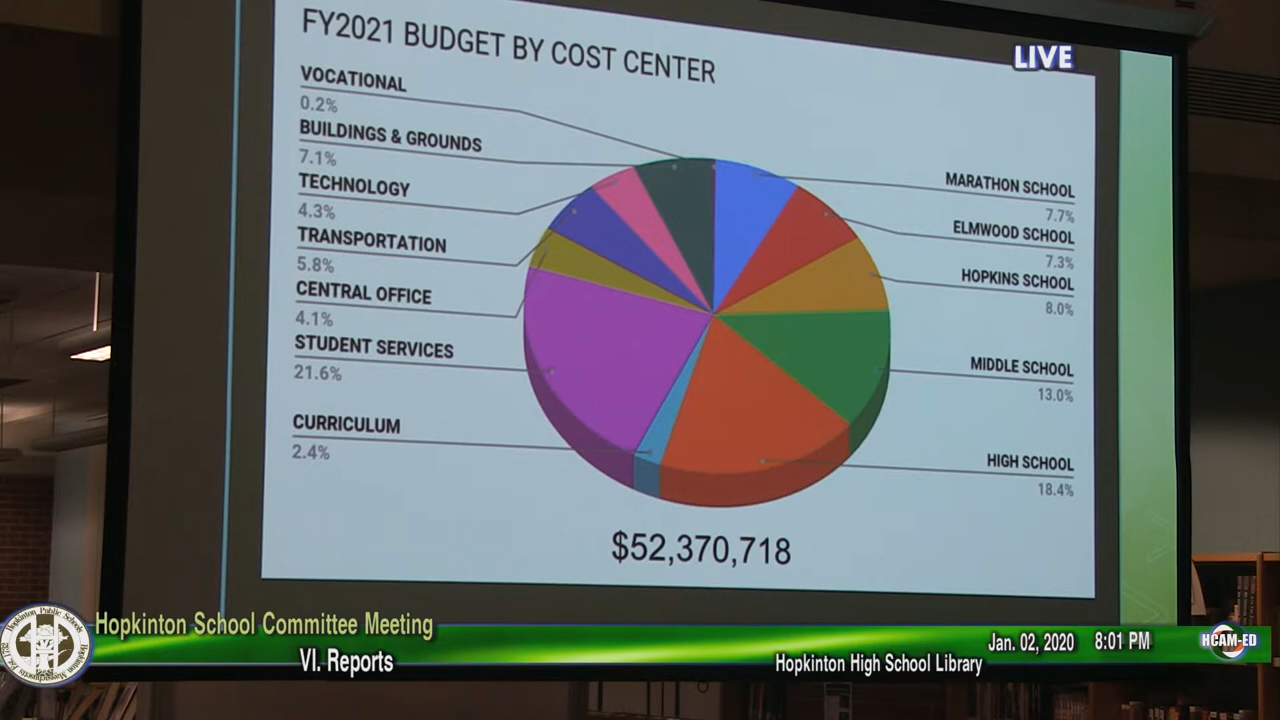 FY2021 BUDGET BY COST CENTER
LIVE
VOCATIONAL
0.2%
BUILDINGS & GROUNDS
7.1%
TECHNOLOGY
4.3%
TRANSPORTATION
5.8%
CENTRAL OFFICE
4.1%
STUDENT SERVICES
21.6%
CURRICULUM
2.4%
MARATHON SCHOOL
7.7%
ELMWOOD SCHOOL
7.3%
HOPKINS SCHOOL
8.0%
MIDDLE SCHOOL
13.0%
HIGH SCHOOL
18.4%
$52,370,718
Hopkinton Public Schools
Hopkinton School Committee Meeting
VI. Reports
Jan. 02, 2020 8:01 PM
Hopkinton High School Library
HCAM-ED